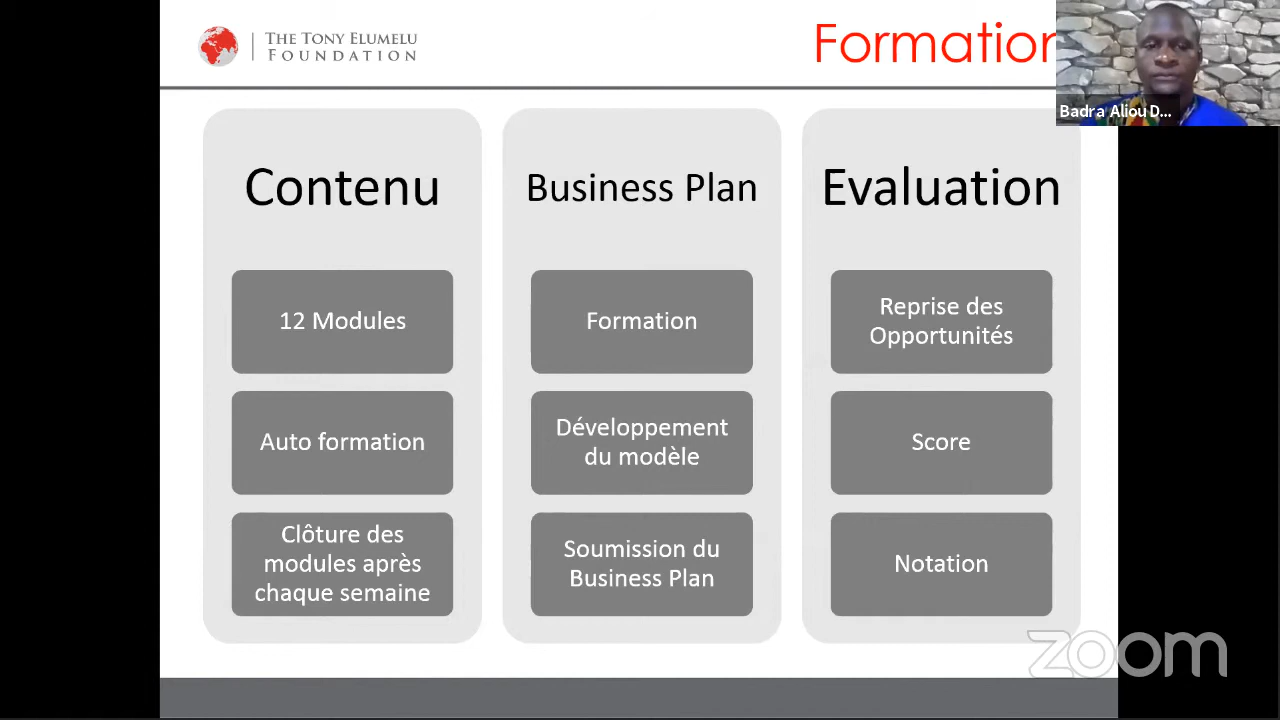 THE TONY ELUMELU
FOUNDATION
Formation
Badra Aliou D...
Contenu
12 Modules
Auto formation
Clôture des
modules après
chaque semaine
Business Plan
Formation
Développement
du modèle
Soumission du
Business Plan
Evaluation
Reprise des
Opportunités
Score
Notation
zoom